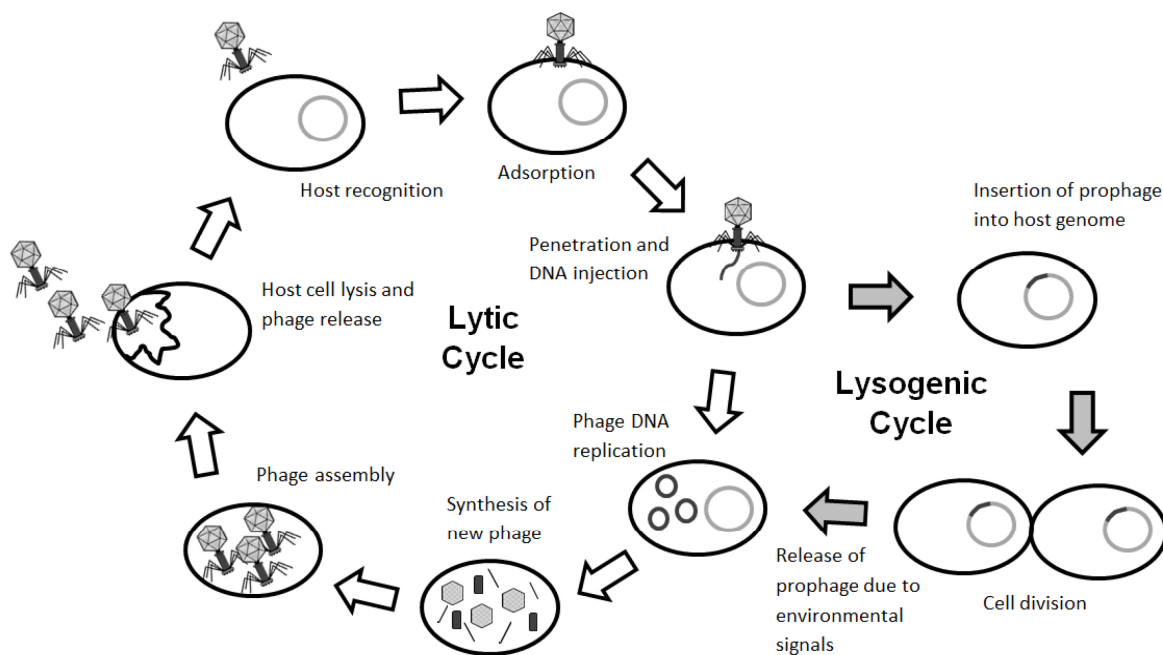 Host recognition
Adsorption
Penetration and
DNA injection
Insertion of prophage
into host genome
Host cell lysis and
phage release
Lytic
Cycle
Lysogenic
Cycle
Phage DNA
replication
Phage assembly
Synthesis of
new phage
Release of
prophage due to
environmental
signals
Cell division